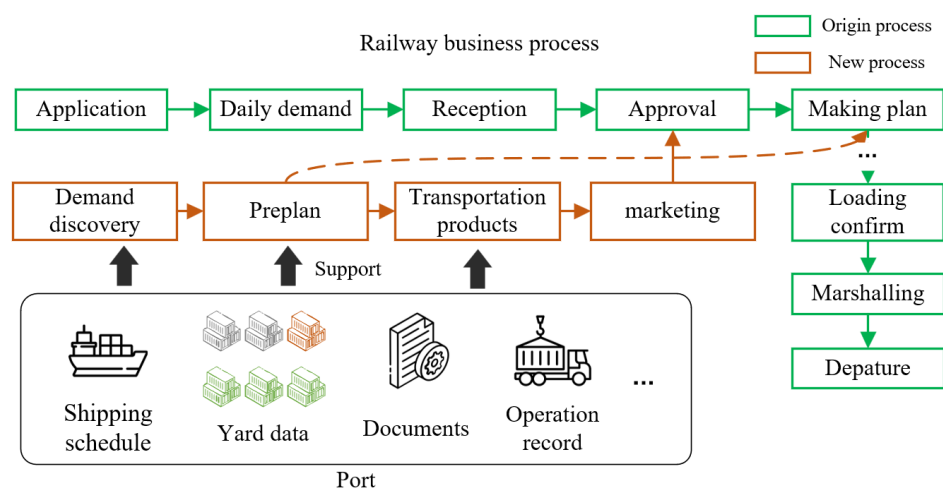 Origin process
Railway business process
New process
Application
Daily demand
Reception
Approval
Making plan
...
Demand
discovery
Preplan
Transportation
products
marketing
Loading
confirm
Support
Marshalling
Depature
Shipping
schedule
Yard data
Documents
Operation
record
...
Port